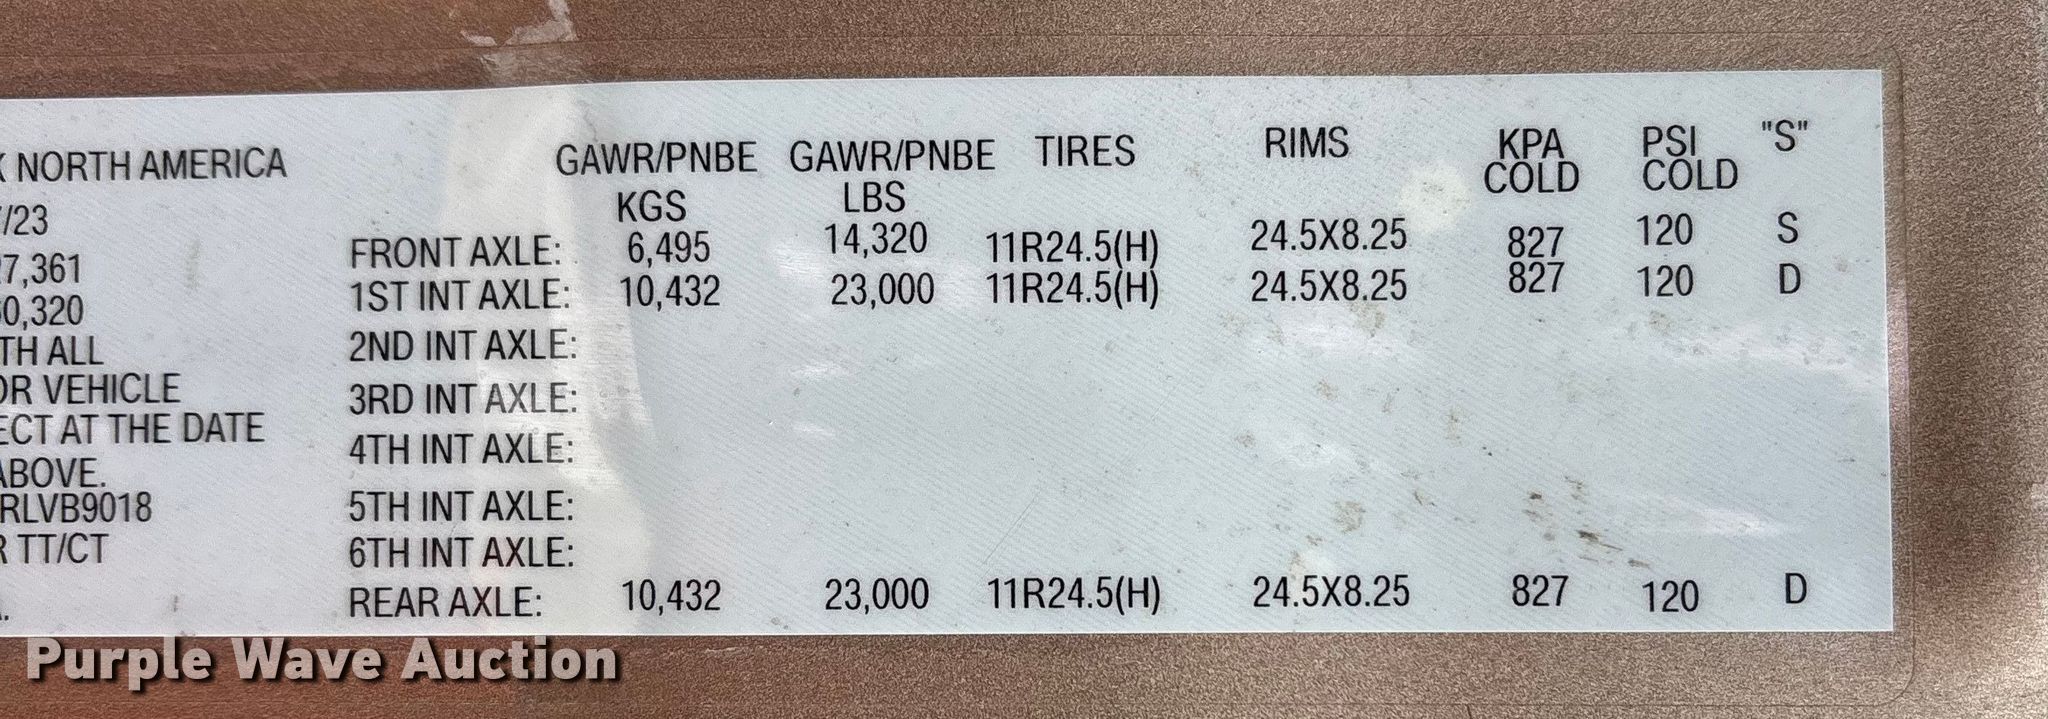 NORTH AMERICA GAWR/PNBE GAWR/PNBE TIRES RIMS KPA PSI "S"
KGS LBS COLD COLD
/23
FRONT AXLE: 6,495 14,320 11R24.5(H) 24.5X8.25 827 120 S
7,361
1ST INT AXLE: 10,432 23,000 11R24.5(H) 24.5X8.25 827 120 D
0,320
2ND INT AXLE:
TH ALL
OR VEHICLE 3RD INT AXLE:
ECT AT THE DATE 4TH INT AXLE:
ABOVE.
RLVB9018 5TH INT AXLE:
TT/CT 6TH INT AXLE:
REAR AXLE: 10,432 23,000 11R24.5(H) 24.5X8.25 827 120 D
Purple Wave Auction